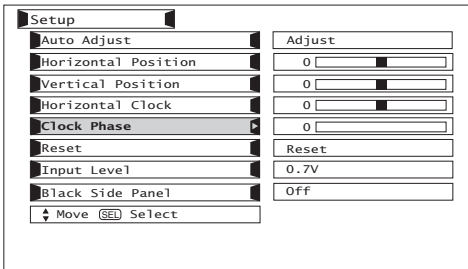 Setup
Auto Adjust Adjust
Horizontal Position 0
Vertical Position 0
Horizontal Clock 0
Clock Phase 0
Reset Reset
Input Level 0.7V
Black Side Panel Off
Move SEL Select